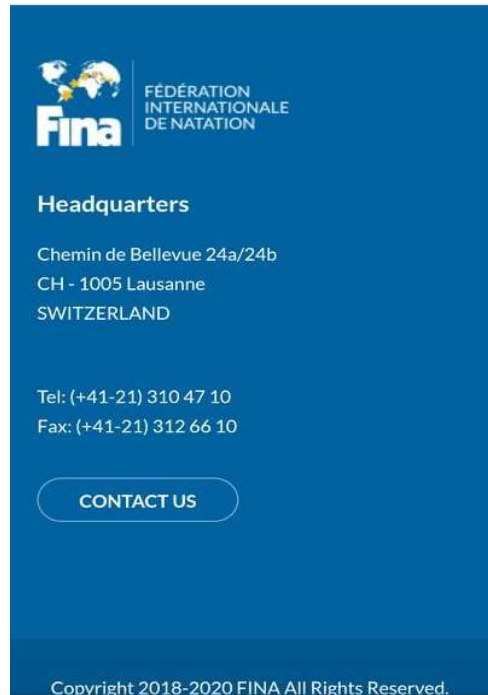 Fina
FÉDÉRATION
INTERNATIONALE
DE NATATION
Headquarters
Chemin de Bellevue 24a/24b
CH - 1005 Lausanne
SWITZERLAND
Tel: (+41-21) 310 47 10
Fax: (+41-21) 312 66 10
CONTACT US
Copyright 2018-2020 FINA All Rights Reserved.